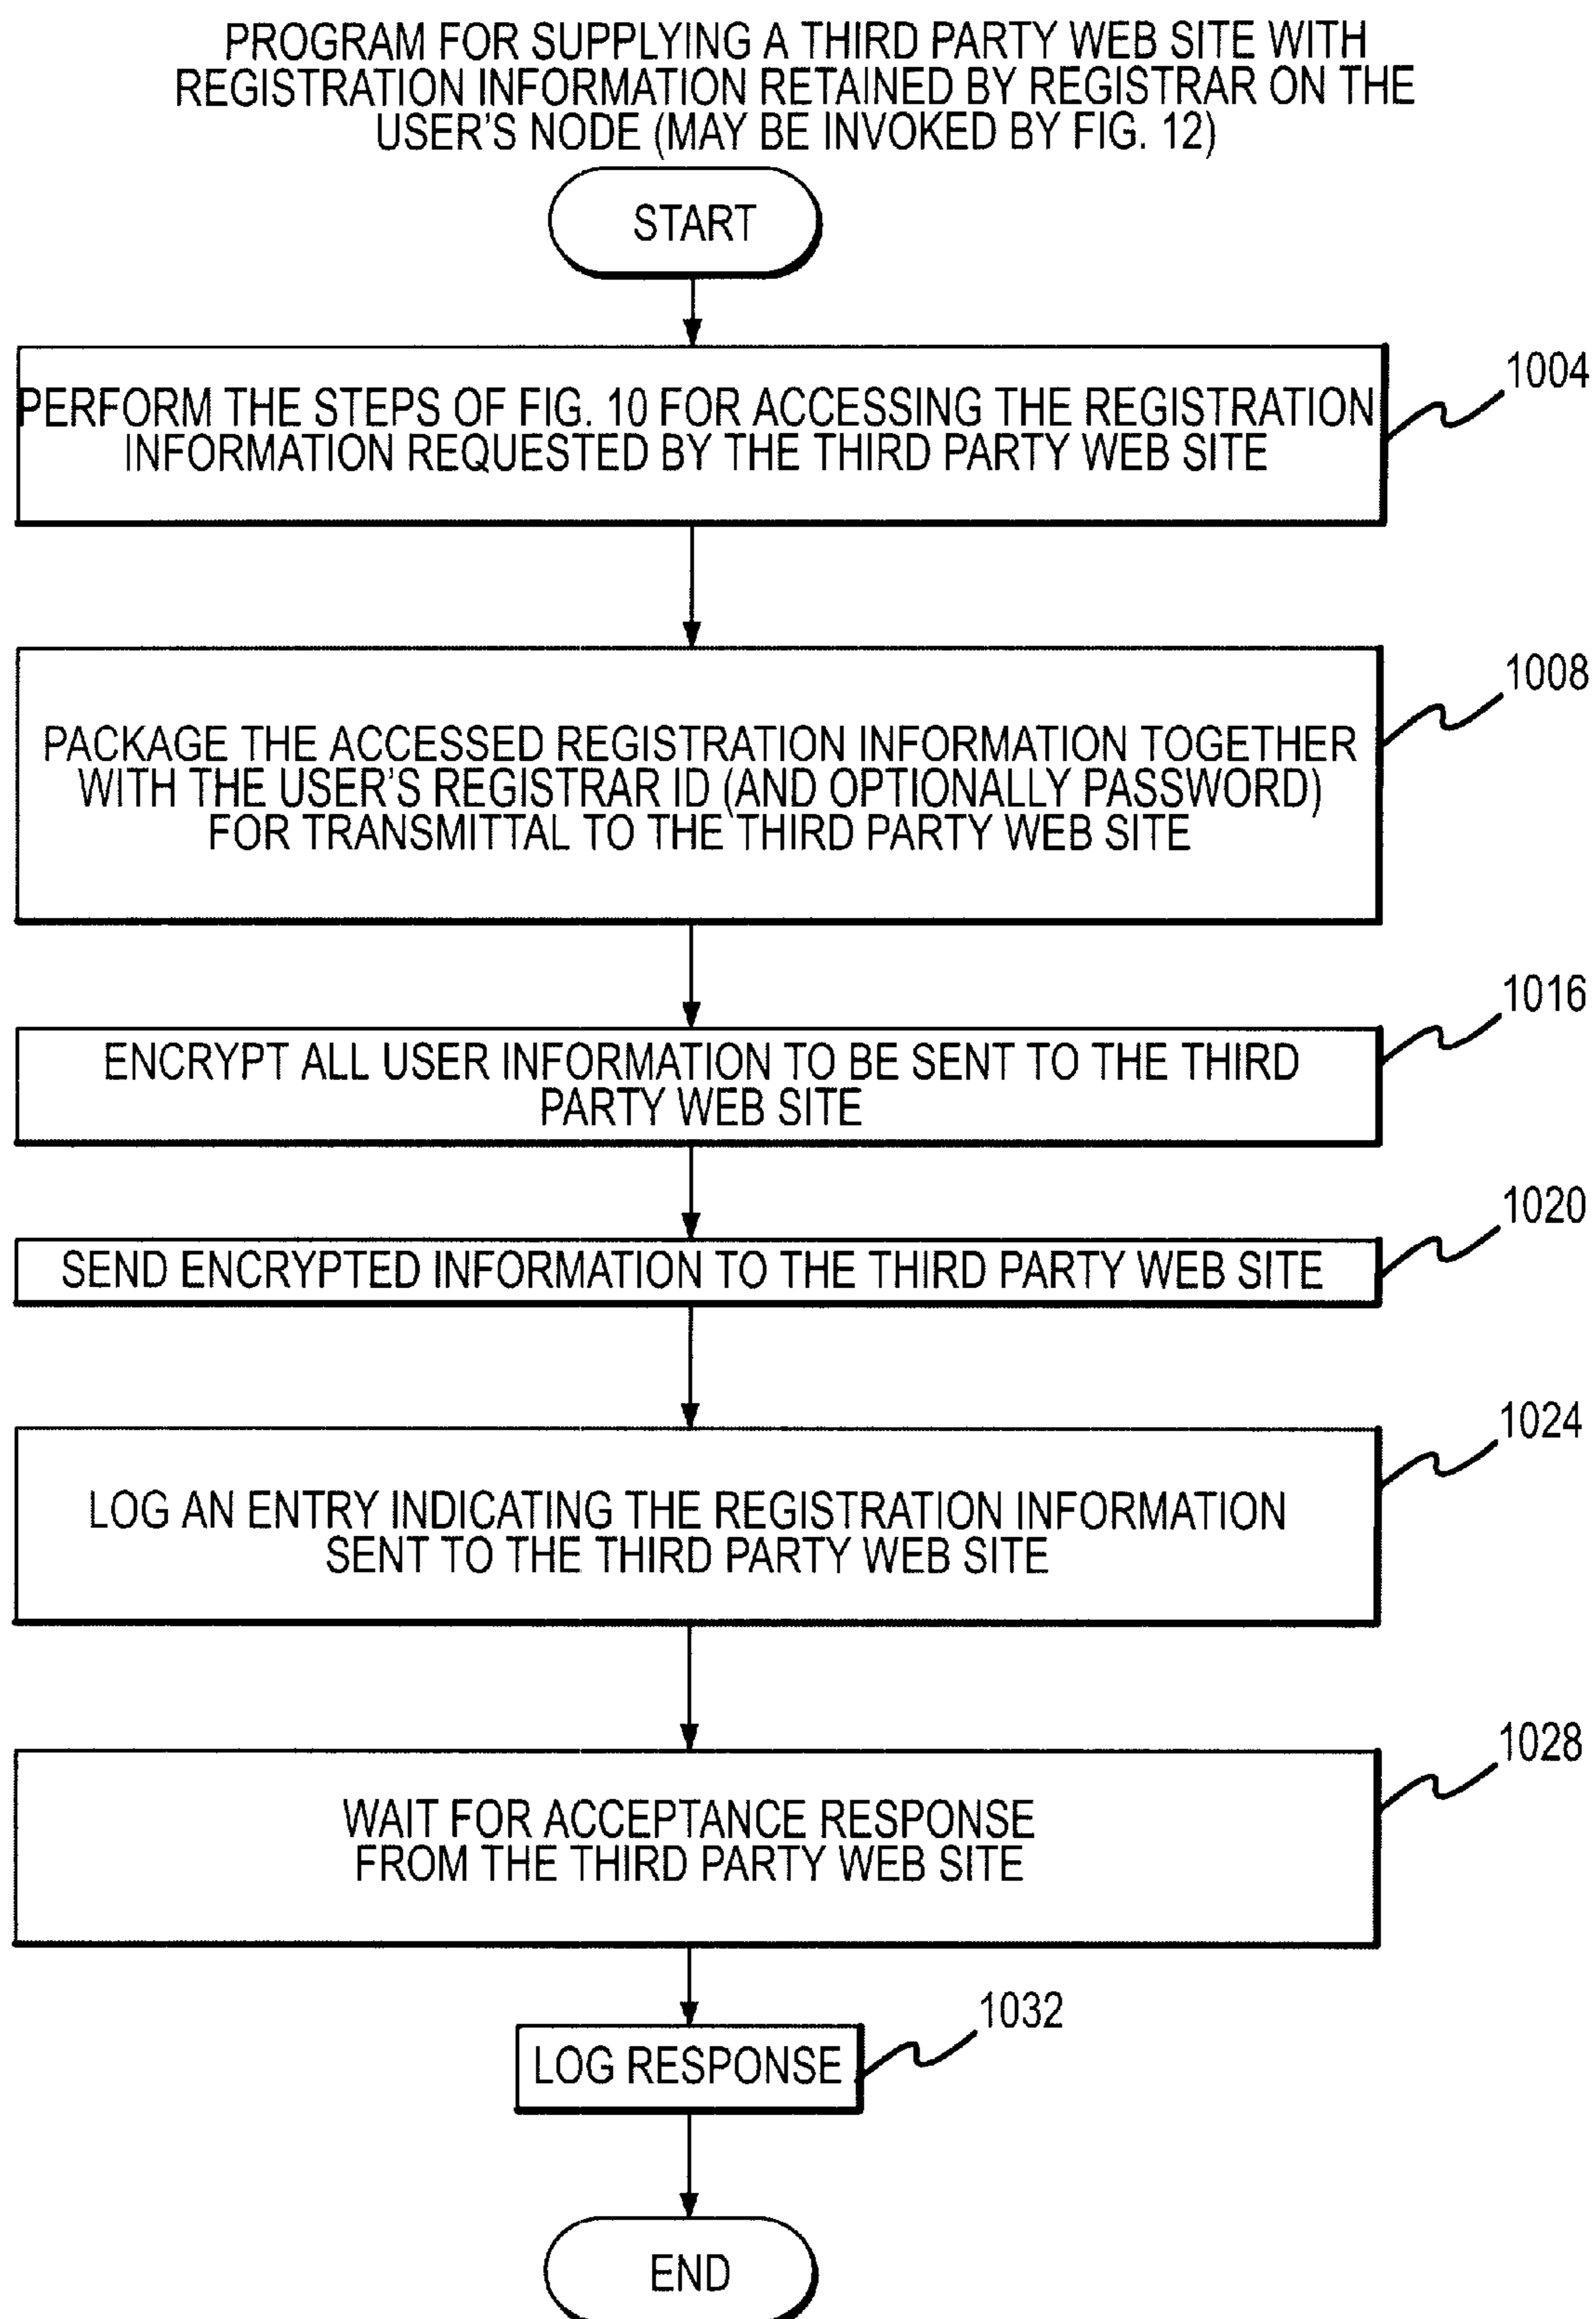 PROGRAM FOR SUPPLYING A THIRD PARTY WEB SITE WITH
REGISTRATION INFORMATION RETAINED BY REGISTRAR ON THE
USER'S NODE (MAY BE INVOKED BY FIG. 12)
START
PERFORM THE STEPS OF FIG. 10 FOR ACCESSING THE REGISTRATION
INFORMATION REQUESTED BY THE THIRD PARTY WEB SITE
1004
PACKAGE THE ACCESSED REGISTRATION INFORMATION TOGETHER
WITH THE USER'S REGISTRAR ID (AND OPTIONALLY PASSWORD)
FOR TRANSMITTAL TO THE THIRD PARTY WEB SITE
1008
ENCRYPT ALL USER INFORMATION TO BE SENT TO THE THIRD
PARTY WEB SITE
1016
SEND ENCRYPTED INFORMATION TO THE THIRD PARTY WEB SITE
1020
LOG AN ENTRY INDICATING THE REGISTRATION INFORMATION
SENT TO THE THIRD PARTY WEB SITE
1024
WAIT FOR ACCEPTANCE RESPONSE
FROM THE THIRD PARTY WEB SITE
1028
LOG RESPONSE
1032
END